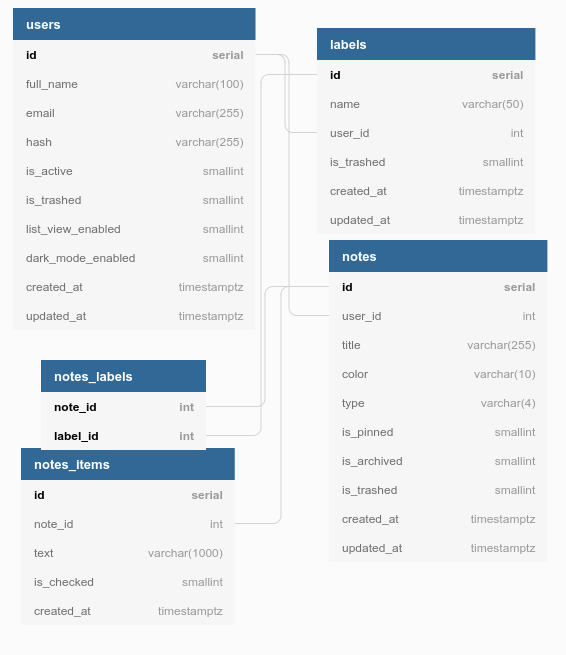 users
id serial
full_name varchar(100)
email varchar(255)
hash varchar(255)
is_active smallint
is_trashed smallint
list_view_enabled smallint
dark_mode_enabled smallint
created_at timestamptz
updated_at timestamptz
labels
id serial
name varchar(50)
user_id int
is_trashed smallint
created_at timestamptz
updated_at timestamptz
notes
id serial
user_id int
title varchar(255)
color varchar(10)
type varchar(4)
is_pinned smallint
is_archived smallint
is_trashed smallint
created_at timestamptz
updated_at timestamptz
notes_labels
note_id int
label_id int
notes_items
id serial
note_id int
text varchar(1000)
is_checked smallint
created_at timestamptz